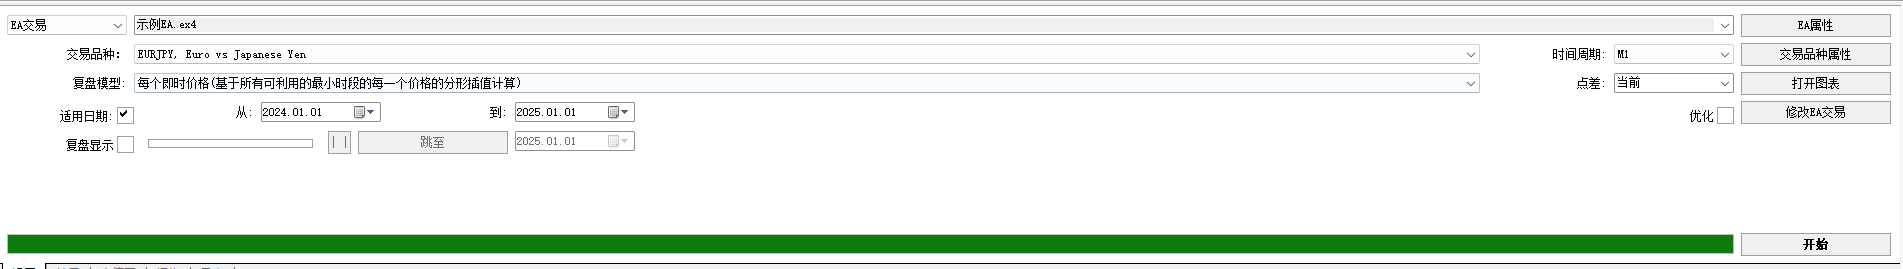 EA交易 示例EA.ex4 EA属性
交易品种: EURJPY, Euro vs Japanese Yen 时间周期: M1 交易品种属性
复盘模型: 每个即时价格(基于所有可利用的最小时段的每一个价格的分形插值计算) 点差: 当前 打开图表
适用日期: 从: 2024.01.01 到: 2025.01.01 优化 修改EA交易
复盘显示 跳至 2025.01.01
开始